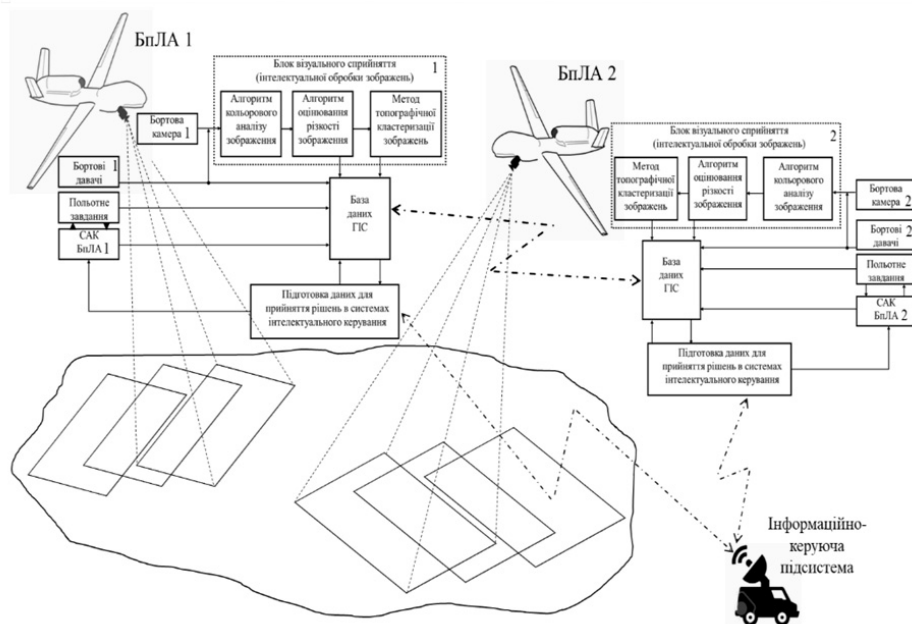 БпЛА 1
Блок візуального сприйняття
(інтелектуальної обробки зображень)
1
Бортова
камера 1
Алгоритм
кольорового
аналізу
зображення
Алгоритм
оцінювання
різкості
зображення
Метод
топографічної
кластеризації
зображень
Бортові
давачі
1
Польотне
завдання
САК
БпЛА 1
База
даних
ГІС
Підготовка даних для
прийняття рішень в системах
інтелектуального керування
БпЛА 2
Блок візуального сприйняття
(інтелектуальної обробки зображень)
2
Метод
топографічної
кластеризації
зображень
Алгоритм
оцінювання
різкості
зображення
Алгоритм
кольорового
аналізу
зображення
Бортова
камера 2
Бортові
давачі
2
Польотне
завдання
САК
БпЛА 2
База
даних
ГІС
Підготовка даних для
прийняття рішень в системах
інтелектуального керування
Інформаційно-
керуюча
підсистема